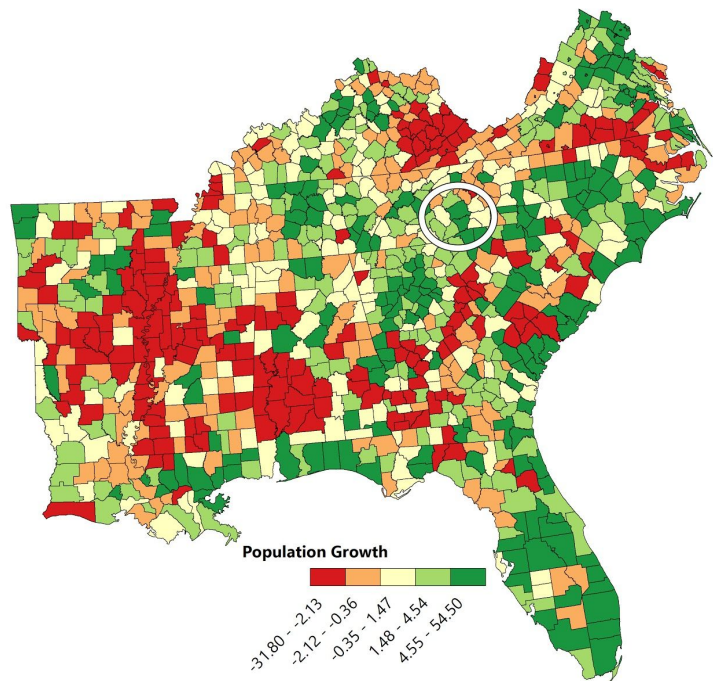 Population Growth
-31.80 - -2.13
-2.12 - -0.36
-0.35 - 1.47
1.48 - 4.54
4.55 - 54.50